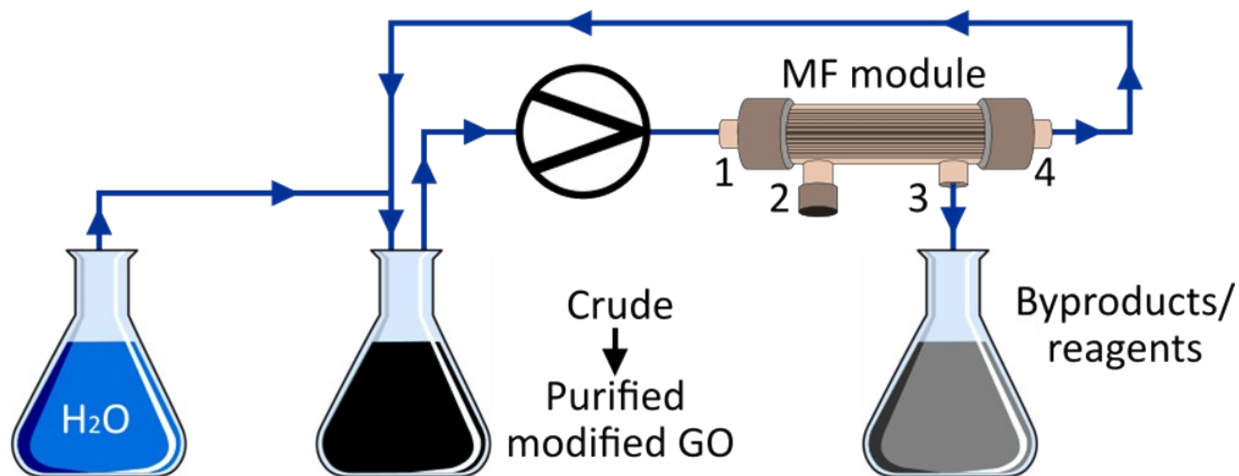 MF module
1
2
3
4
H₂O
Crude
Purified
modified GO
Byproducts/
reagents